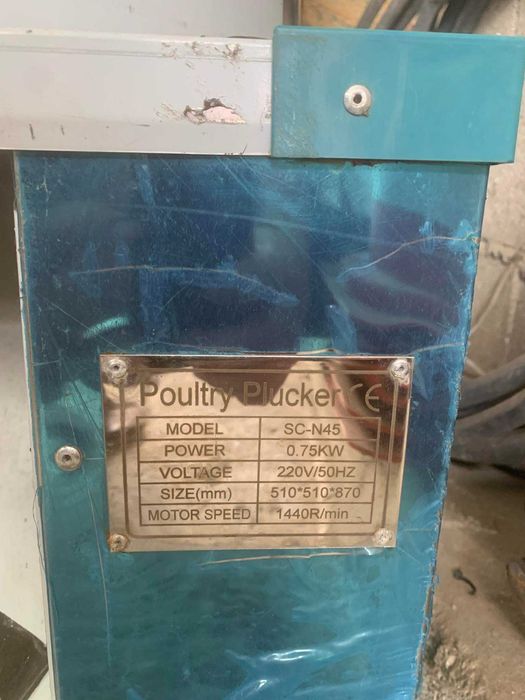 Poultry Plucker CE
MODEL SC-N45
POWER 0.75KW
VOLTAGE 220V/50HZ
SIZE(mm) 510*510*870
MOTOR SPEED 1440R/min